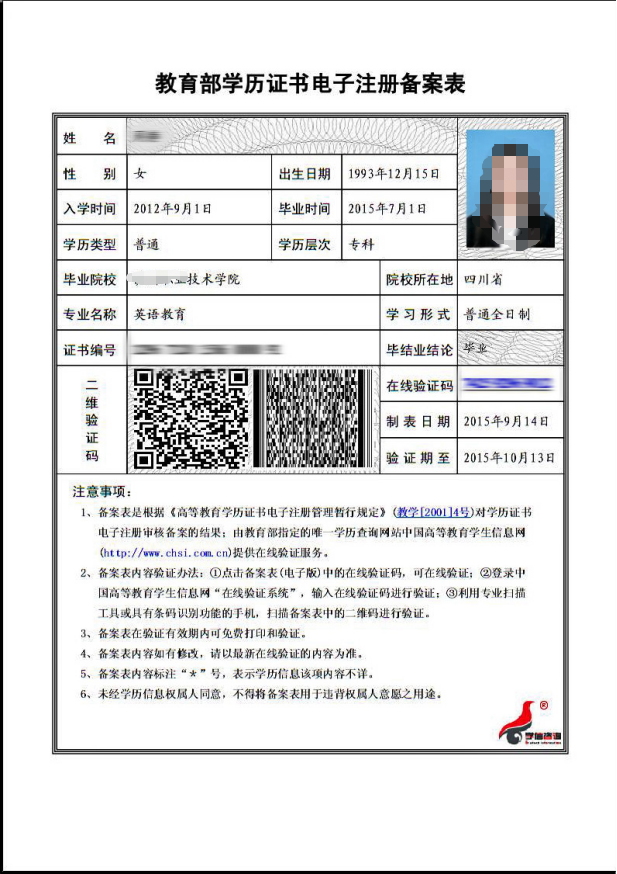 教育部学历证书电子注册备案表
姓 名
性 别 女 出生日期 1993年12月15日
入学时间 2012年9月1日 毕业时间 2015年7月1日
学历类型 普通 学历层次 专科
毕业院校 技术学院 院校所在地 四川省
专业名称 英语教育 学习形式 普通全日制
证书编号 毕结业结论 毕业
二维验证码 在线验证码
制表日期 2015年9月14日
验证期至 2015年10月13日
注意事项：
1、备案表是根据《高等教育学历证书电子注册管理暂行规定》(教学[2001]4号)对学历证书
电子注册审核备案的结果；由教育部指定的唯一学历查询网站中国高等教育学生信息网
(http://www.chsi.com.cn)提供在线验证服务。
2、备案表内容验证办法：①点击备案表(电子版)中的在线验证码，可在线验证；②登录中
国高等教育学生信息网“在线验证系统”，输入在线验证码进行验证；③利用专业扫描
工具或具有条码识别功能的手机，扫描备案表中的二维码进行验证。
3、备案表在验证有效期内可免费打印和验证。
4、备案表内容如有修改，请以最新在线验证的内容为准。
5、备案表内容标注“＊”号，表示学历信息该项内容不详。
6、未经学历信息权属人同意，不得将备案表用于违背权属人意愿之用途。
®
学信咨询